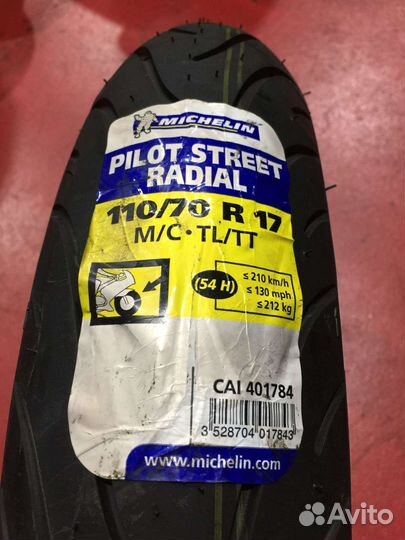 MICHELIN
PILOT STREET
RADIAL
110/70 R 17
M/C · TL/TT
(54 H)
≤ 210 km/h
≤ 130 mph
≤ 212 kg
CAI 401784
3 528704 017843
www.michelin.com
Avito